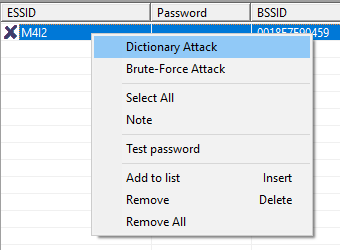 ESSID Password BSSID
M4I2 0018E7E90459
Dictionary Attack
Brute-Force Attack
Select All
Note
Test password
Add to list Insert
Remove Delete
Remove All